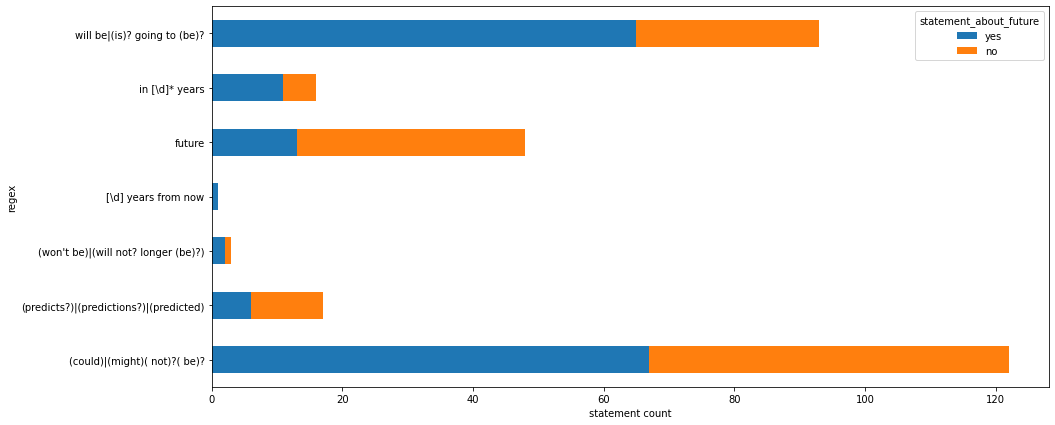 statement_about_future
yes
no
will be|(is)? going to (be)?
in [\d]* years
future
[\d] years from now
(won't be)|(will not? longer (be)?)
(predicts?)|(predictions?)|(predicted)
(could)|(might)( not)?( be)?
regex
0 20 40 60 80 100 120
statement count